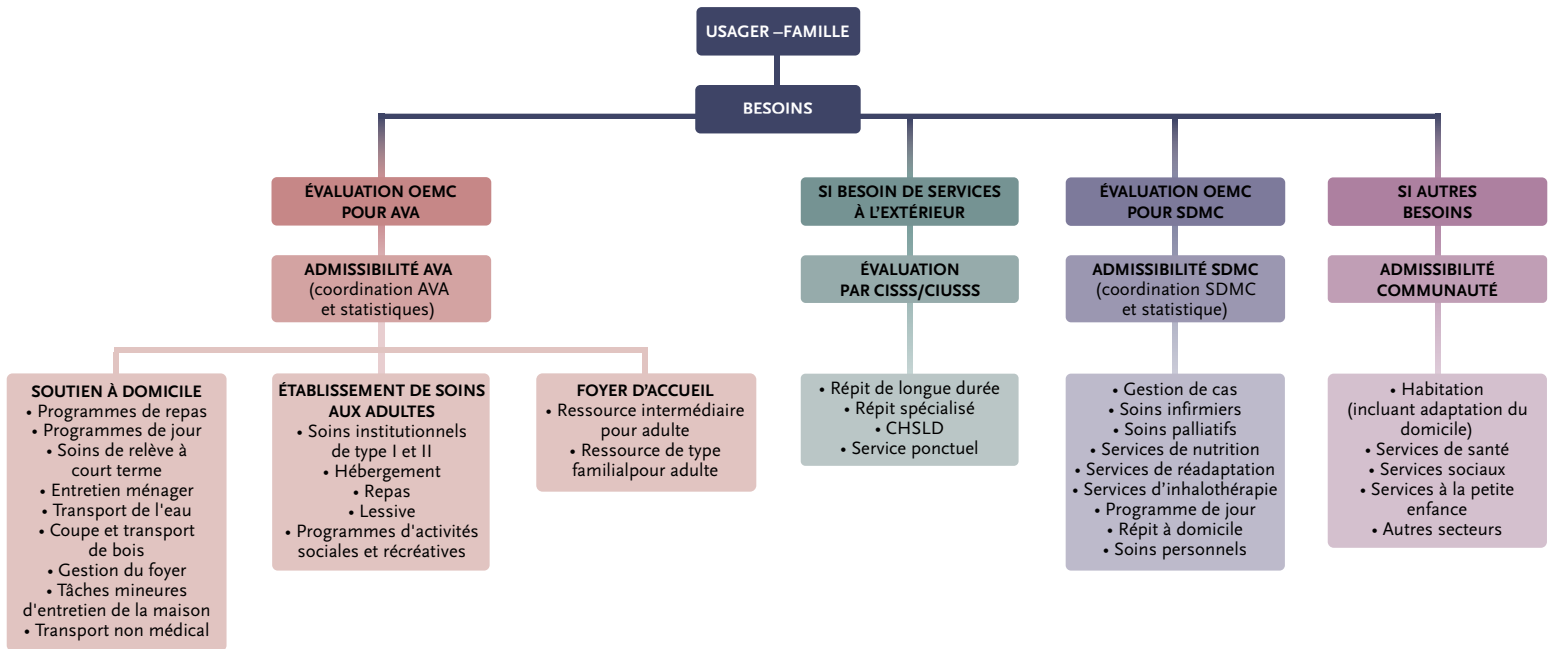 USAGER –FAMILLE
BESOINS
ÉVALUATION OEMC
POUR AVA
ADMISSIBILITÉ AVA
(coordination AVA
et statistiques)
SOUTIEN À DOMICILE
• Programmes de repas
• Programmes de jour
• Soins de relève à
court terme
• Entretien ménager
• Transport de l'eau
• Coupe et transport
de bois
• Gestion du foyer
• Tâches mineures
d'entretien de la maison
• Transport non médical
ÉTABLISSEMENT DE SOINS
AUX ADULTES
• Soins institutionnels
de type I et II
• Hébergement
• Repas
• Lessive
• Programmes d'activités
sociales et récréatives
FOYER D’ACCUEIL
• Ressource intermédiaire
pour adulte
• Ressource de type
familialpour adulte
SI BESOIN DE SERVICES
À L’EXTÉRIEUR
ÉVALUATION
PAR CISSS/CIUSSS
• Répit de longue durée
• Répit spécialisé
• CHSLD
• Service ponctuel
ÉVALUATION OEMC
POUR SDMC
ADMISSIBILITÉ SDMC
(coordination SDMC
et statistique)
• Gestion de cas
• Soins infirmiers
• Soins palliatifs
• Services de nutrition
• Services de réadaptation
• Services d’inhalothérapie
• Programme de jour
• Répit à domicile
• Soins personnels
SI AUTRES
BESOINS
ADMISSIBILITÉ
COMMUNAUTÉ
• Habitation
(incluant adaptation du
domicile)
• Services de santé
• Services sociaux
• Services à la petite
enfance
• Autres secteurs